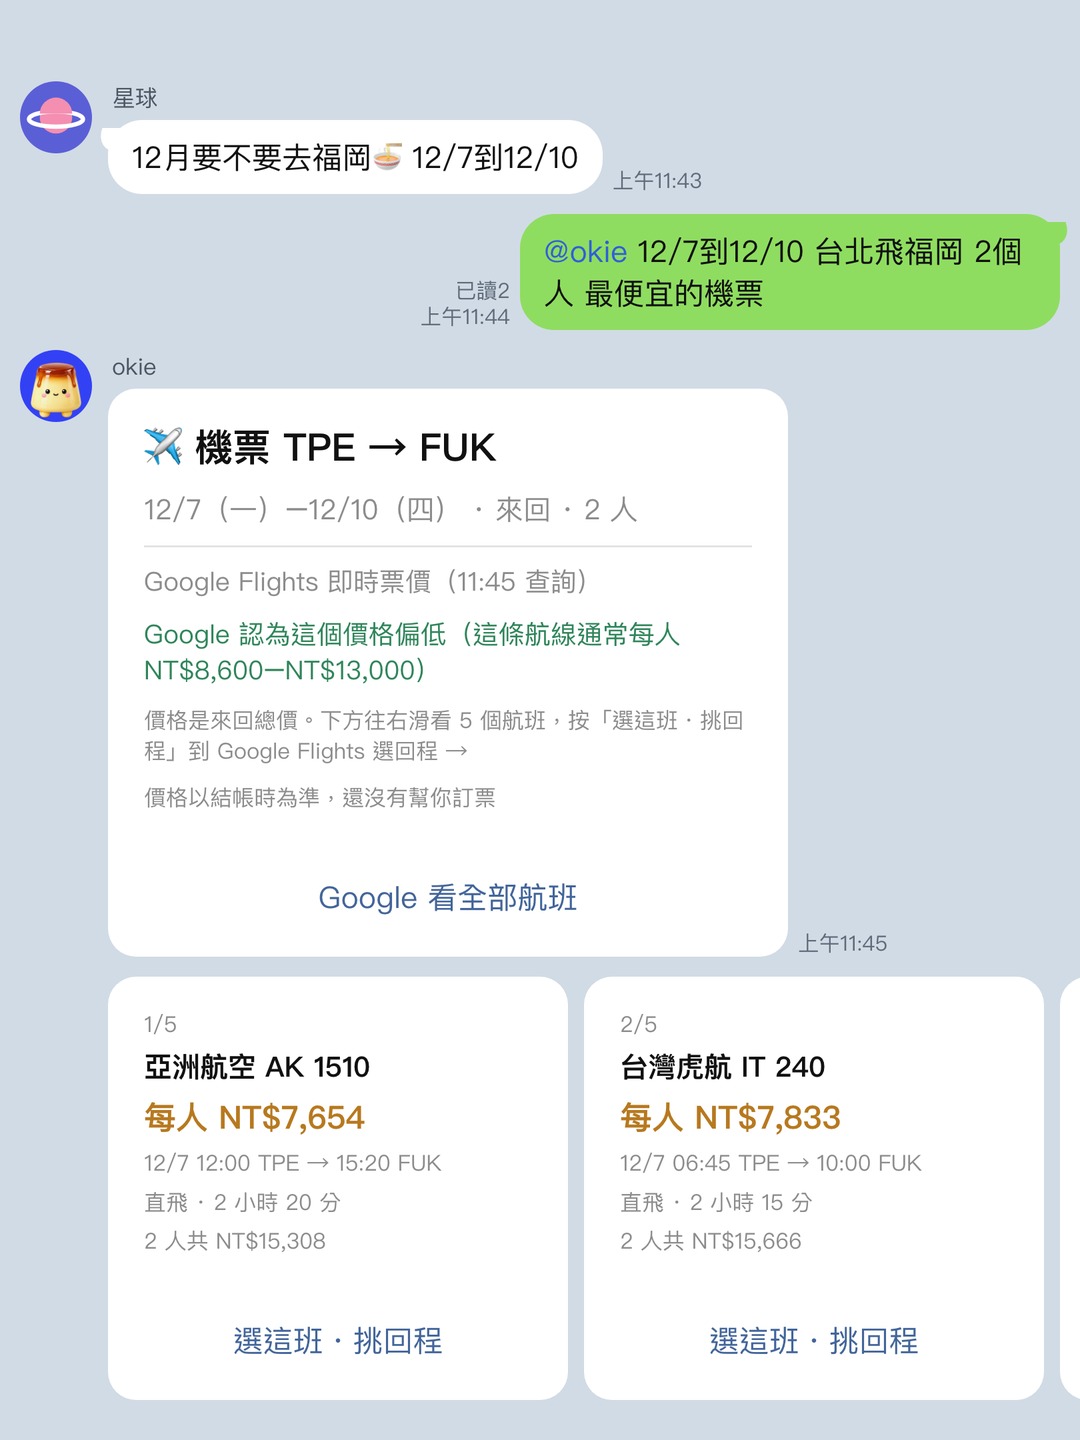 星球
12月要不要去福岡🍜 12/7到12/10
上午11:43
@okie 12/7到12/10 台北飛福岡 2個
人 最便宜的機票
已讀2
上午11:44
okie
✈️ 機票 TPE → FUK
12/7（一）—12/10（四）・來回・2 人
Google Flights 即時票價（11:45 查詢）
Google 認為這個價格偏低（這條航線通常每人
NT$8,600—NT$13,000）
價格是來回總價。下方往右滑看 5 個航班，按「選這班・挑回
程」到 Google Flights 選回程 →
價格以結帳時為準，還沒有幫你訂票
Google 看全部航班
上午11:45
1/5
亞洲航空 AK 1510
每人 NT$7,654
12/7 12:00 TPE → 15:20 FUK
直飛・2 小時 20 分
2 人共 NT$15,308
選這班・挑回程
2/5
台灣虎航 IT 240
每人 NT$7,833
12/7 06:45 TPE → 10:00 FUK
直飛・2 小時 15 分
2 人共 NT$15,666
選這班・挑回程